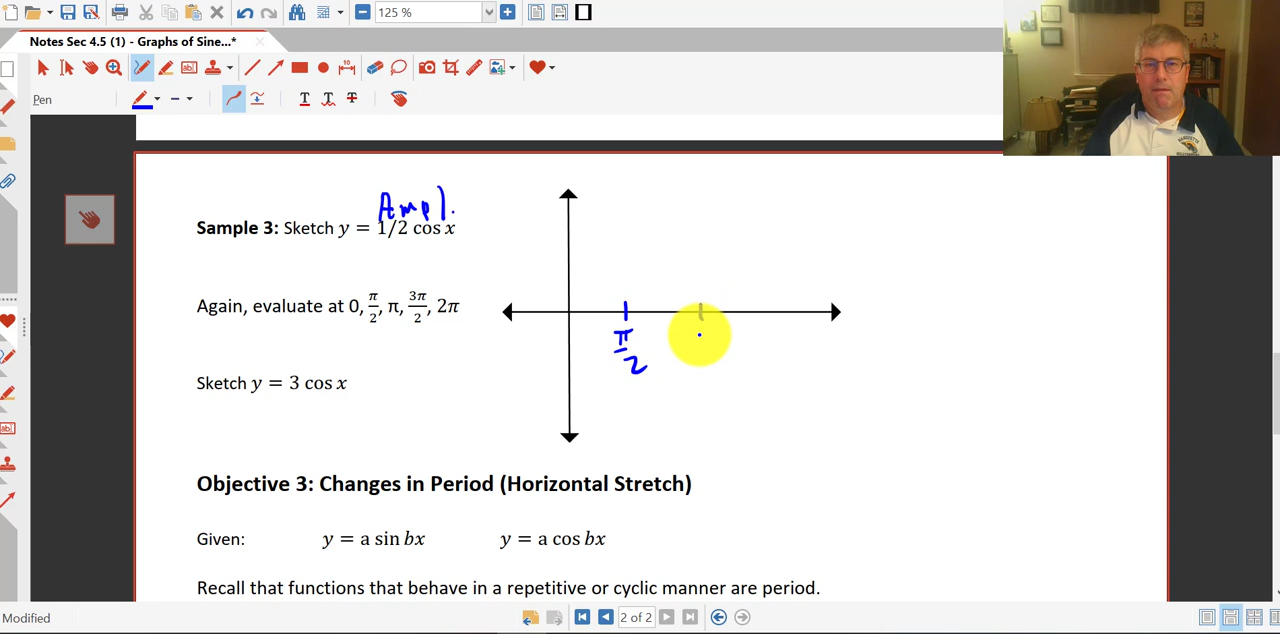 125 %
Notes Sec 4.5 (1) - Graphs of Sine...*
Pen
Ampl.
Sample 3: Sketch y = 1/2 cos x
Again, evaluate at 0, π/2, π, 3π/2, 2π
π/2
Sketch y = 3 cos x
Objective 3: Changes in Period (Horizontal Stretch)
Given: y = a sin bx y = a cos bx
Recall that functions that behave in a repetitive or cyclic manner are period.
Modified
2 of 2